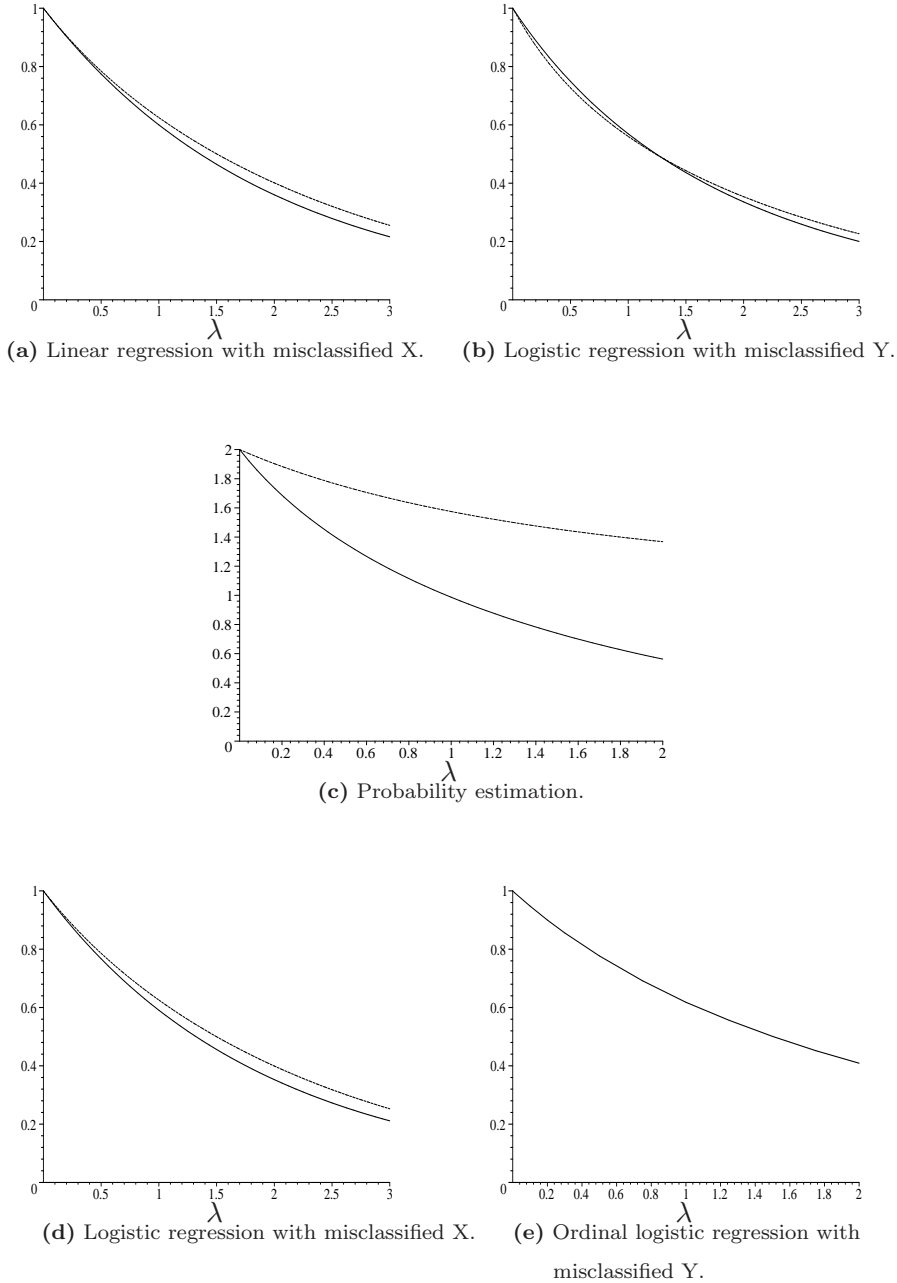 1
0.8
0.6
0.4
0.2
0
0.5 1 1.5 2 2.5 3
λ
(a) Linear regression with misclassified X.
1
0.8
0.6
0.4
0.2
0
0.5 1 1.5 2 2.5 3
λ
(b) Logistic regression with misclassified Y.
2
1.8
1.6
1.4
1.2
1
0.8
0.6
0.4
0.2
0
0.2 0.4 0.6 0.8 1 1.2 1.4 1.6 1.8 2
λ
(c) Probability estimation.
1
0.8
0.6
0.4
0.2
0
0.5 1 1.5 2 2.5 3
λ
(d) Logistic regression with misclassified X.
1
0.8
0.6
0.4
0.2
0
0.2 0.4 0.6 0.8 1 1.2 1.4 1.6 1.8 2
λ
(e) Ordinal logistic regression with
misclassified Y.